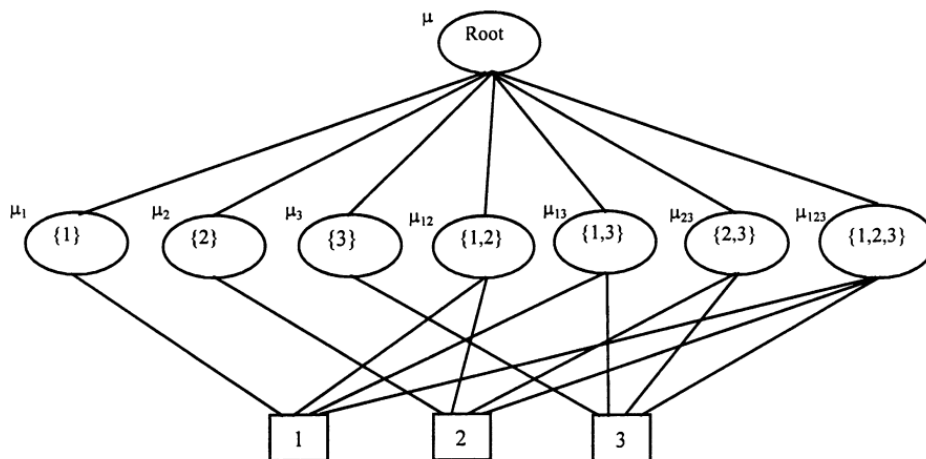 μ
Root
μ₁ μ₂ μ₃ μ₁₂ μ₁₃ μ₂₃ μ₁₂₃
{1} {2} {3} {1,2} {1,3} {2,3} {1,2,3}
1 2 3